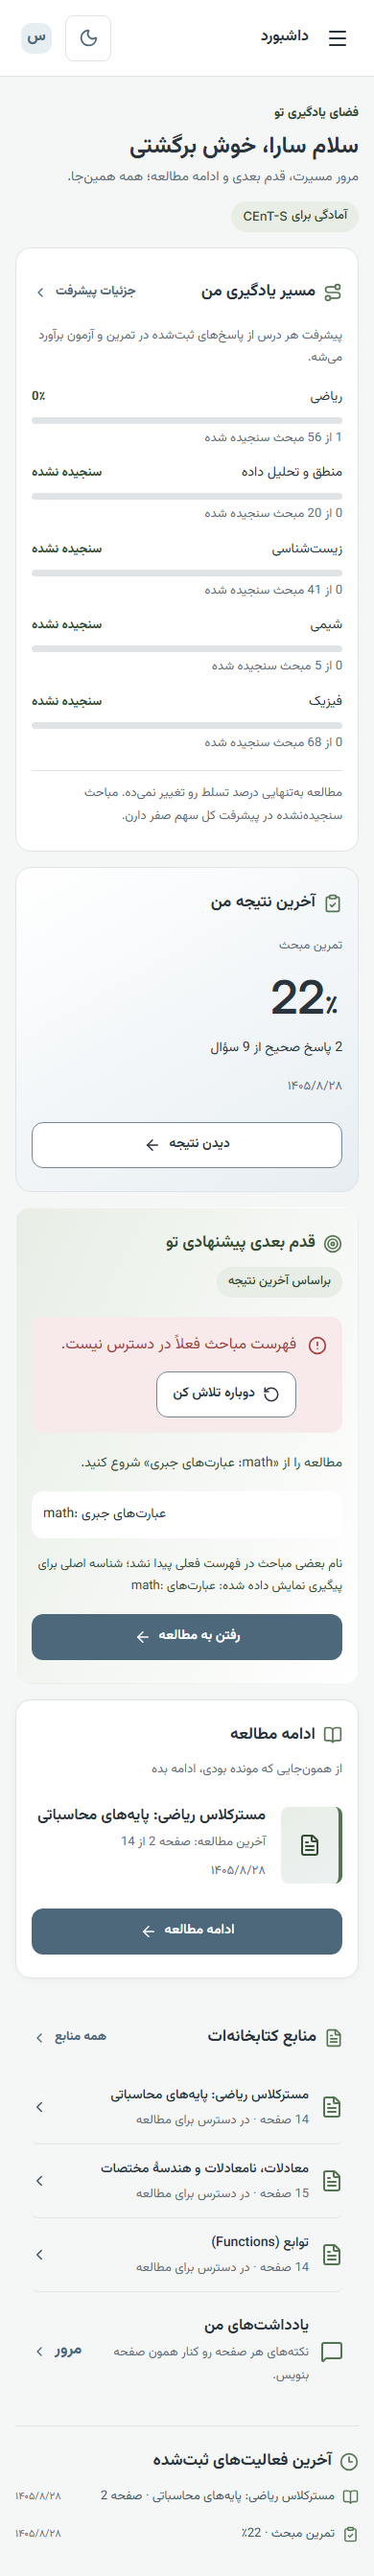 داشبورد
س
فضای یادگیری تو
سلام سارا، خوش برگشتی
مرور مسیرت، قدم بعدی و ادامه مطالعه؛ همه همین‌جا.
آمادگی برای CEnT-S
مسیر یادگیری من
جزئیات پیشرفت
پیشرفت هر درس از پاسخ‌های ثبت‌شده در تمرین و آزمون برآورد
می‌شه.
ریاضی
0٪
1 از 56 مبحث سنجیده شده
منطق و تحلیل داده
سنجیده نشده
0 از 20 مبحث سنجیده شده
زیست‌شناسی
سنجیده نشده
0 از 41 مبحث سنجیده شده
شیمی
سنجیده نشده
0 از 5 مبحث سنجیده شده
فیزیک
سنجیده نشده
0 از 68 مبحث سنجیده شده
مطالعه به‌تنهایی درصد تسلط رو تغییر نمی‌ده. مباحث
سنجیده‌نشده در پیشرفت کل سهم صفر دارن.
آخرین نتیجه من
تمرین مبحث
22٪
2 پاسخ صحیح از 9 سؤال
۱۴۰۵/۸/۲۸
دیدن نتیجه
قدم بعدی پیشنهادی تو
براساس آخرین نتیجه
فهرست مباحث فعلاً در دسترس نیست.
دوباره تلاش کن
مطالعه را از «math: عبارت‌های جبری» شروع کنید.
math: عبارت‌های جبری
نام بعضی مباحث در فهرست فعلی پیدا نشد؛ شناسه اصلی برای
پیگیری نمایش داده شده: math: عبارت‌های
رفتن به مطالعه
ادامه مطالعه
از همون‌جایی که مونده بودی، ادامه بده
مسترکلاس ریاضی: پایه‌های محاسباتی
آخرین مطالعه: صفحه 2 از 14
۱۴۰۵/۸/۲۸
ادامه مطالعه
منابع کتابخانه‌ات
همه منابع
مسترکلاس ریاضی: پایه‌های محاسباتی
14 صفحه · در دسترس برای مطالعه
معادلات، نامعادلات و هندسهٔ مختصات
15 صفحه · در دسترس برای مطالعه
توابع (Functions)
14 صفحه · در دسترس برای مطالعه
یادداشت‌های من
نکته‌های هر صفحه رو کنار همون صفحه
بنویس.
مرور
آخرین فعالیت‌های ثبت‌شده
مسترکلاس ریاضی: پایه‌های محاسباتی · صفحه 2
۱۴۰۵/۸/۲۸
تمرین مبحث · 22٪
۱۴۰۵/۸/۲۸